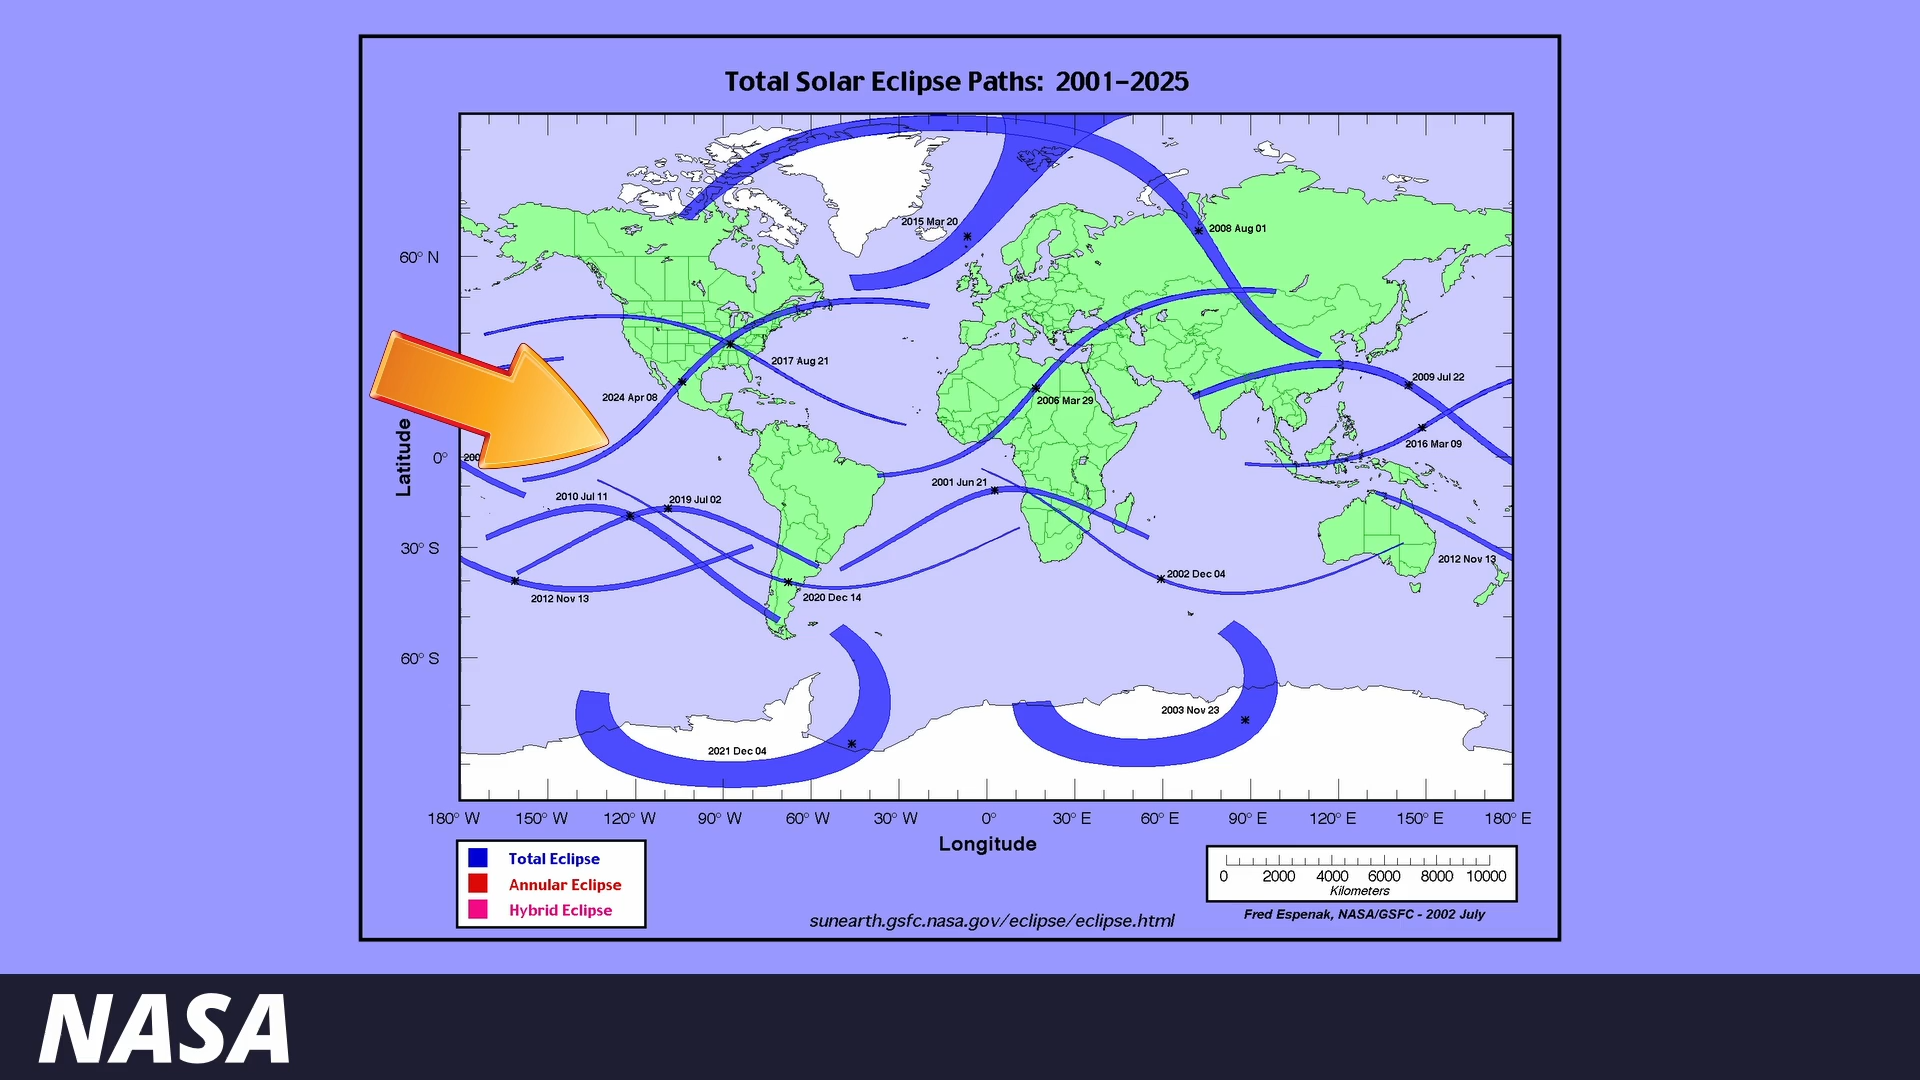 Total Solar Eclipse Paths: 2001-2025
2015 Mar 20
2008 Aug 01
60° N
2017 Aug 21
2009 Jul 22
2024 Apr 08
2006 Mar 29
2016 Mar 09
Latitude
0°
200
2001 Jun 21
2010 Jul 11
2019 Jul 02
30° S
2012 Nov 13
2002 Dec 04
2012 Nov 13
2020 Dec 14
60° S
2003 Nov 23
2021 Dec 04
180° W 150° W 120° W 90° W 60° W 30° W 0° 30° E 60° E 90° E 120° E 150° E 180° E
Longitude
Total Eclipse
Annular Eclipse
Hybrid Eclipse
0 2000 4000 6000 8000 10000
Kilometers
Fred Espenak, NASA/GSFC - 2002 July
sunearth.gsfc.nasa.gov/eclipse/eclipse.html
NASA